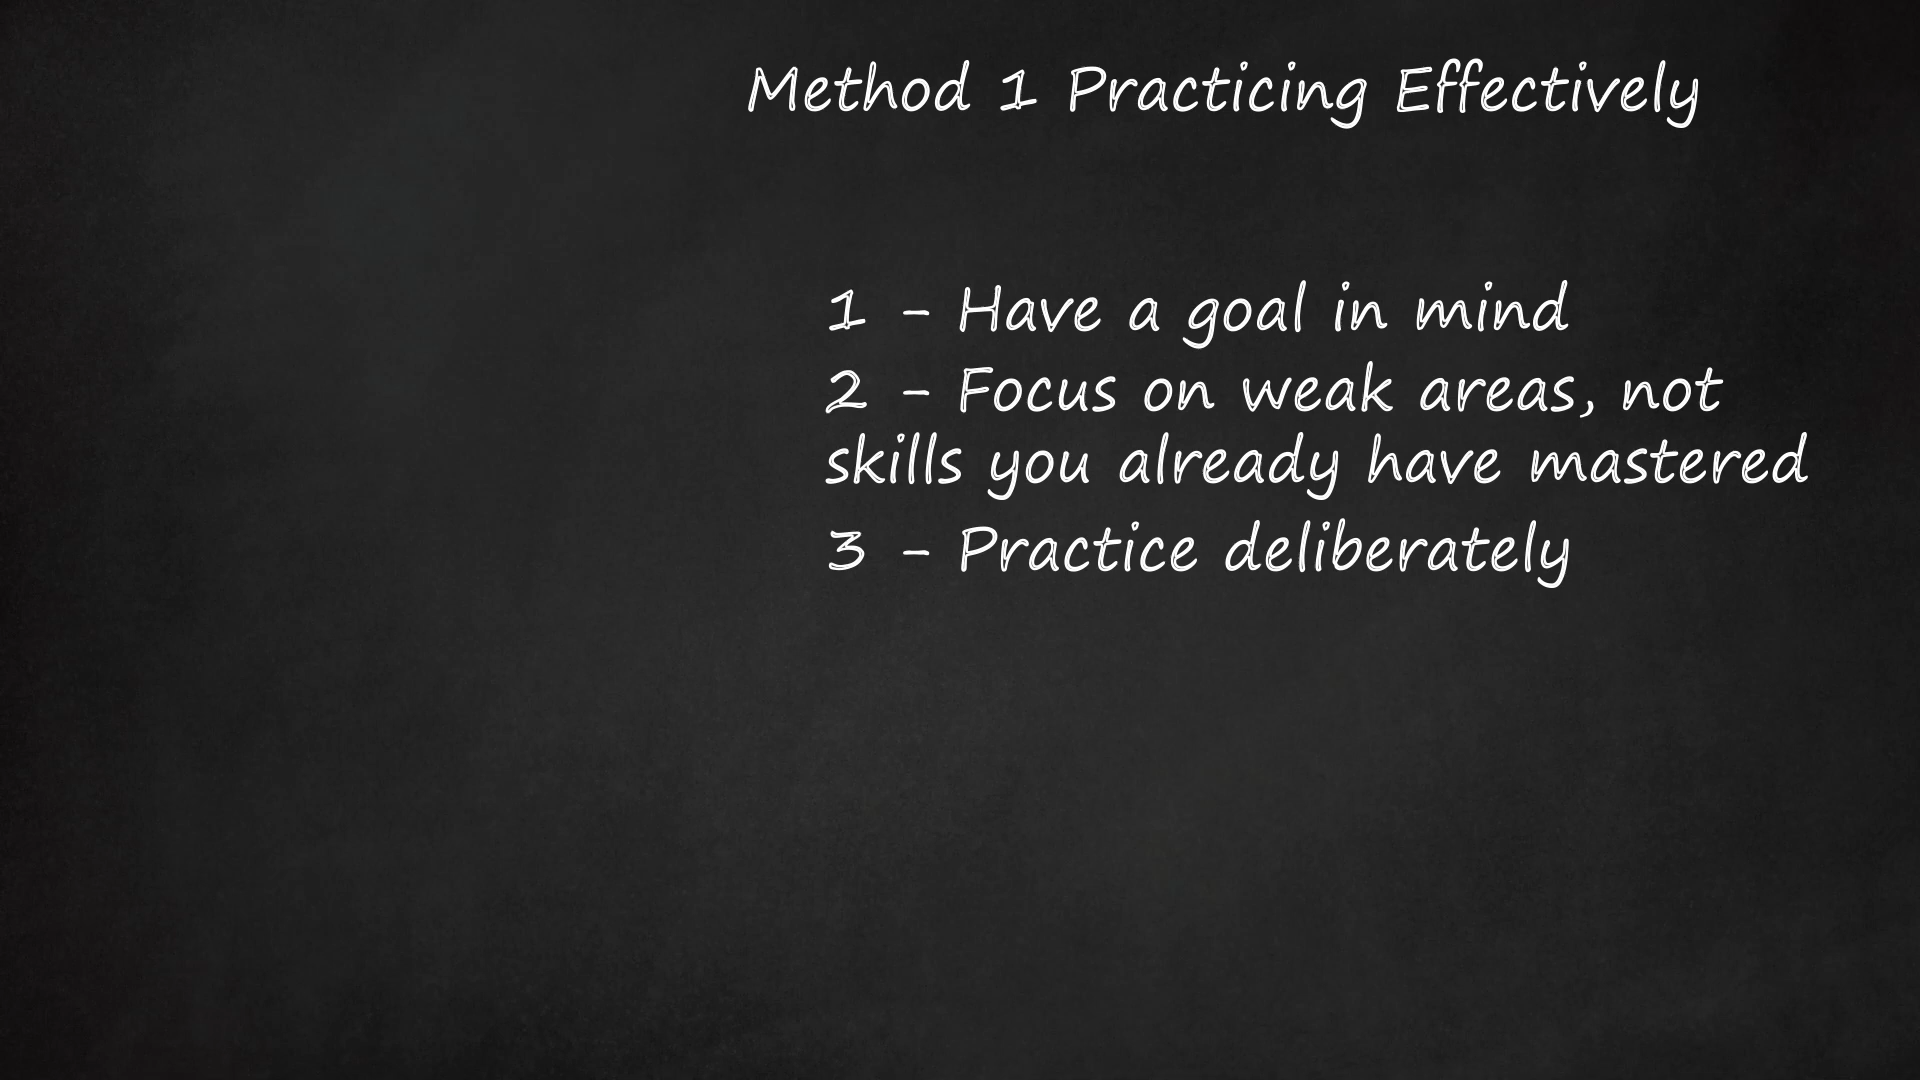 Method 1 Practicing Effectively
1 - Have a goal in mind
2 - Focus on weak areas, not
skills you already have mastered
3 - Practice deliberately